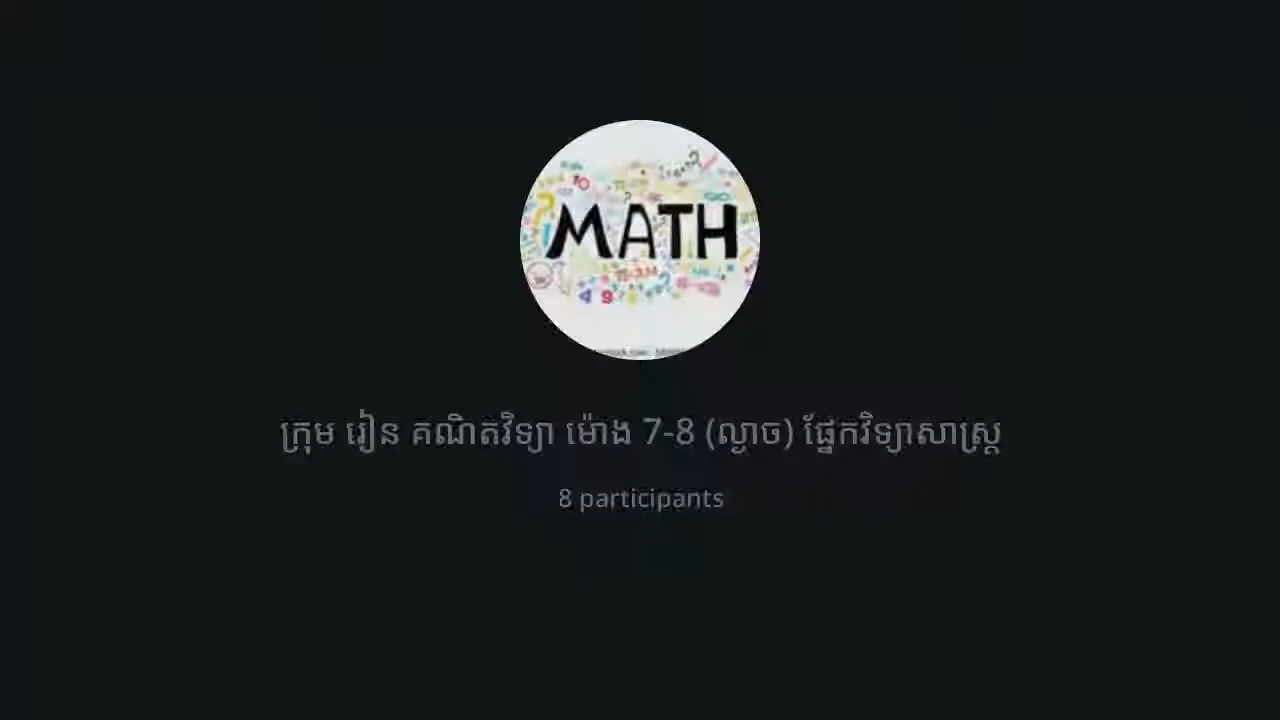 MATH
ក្រុម រៀន គណិតវិទ្យា ម៉ោង 7-8 (ល្ងាច) ផ្នែកវិទ្យាសាស្ត្រ
8 participants